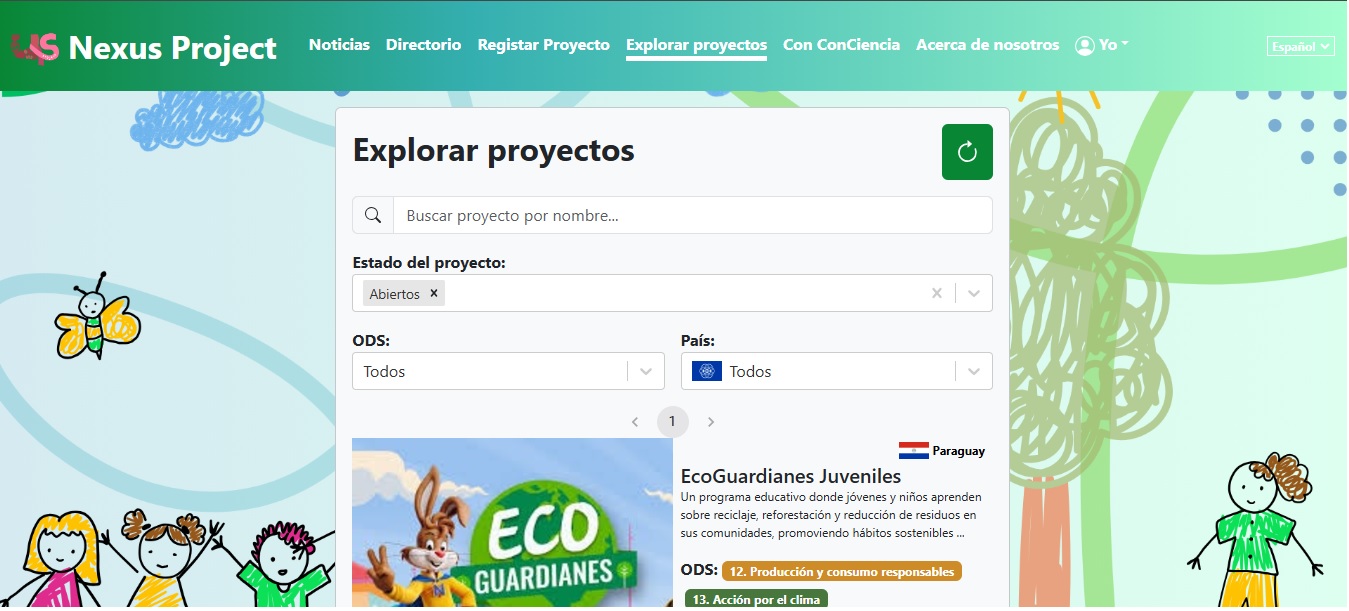 Nexus Project
Noticias Directorio Registar Proyecto Explorar proyectos Con ConCiencia Acerca de nosotros Yo
Español
Explorar proyectos
Buscar proyecto por nombre...
Estado del proyecto:
Abiertos
ODS: País:
Todos Todos
1
Paraguay
EcoGuardianes Juveniles
Un programa educativo donde jóvenes y niños aprenden
sobre reciclaje, reforestación y reducción de residuos en
sus comunidades, promoviendo hábitos sostenibles ...
ECO
GUARDIANES
ODS: 12. Producción y consumo responsables
13. Acción por el clima